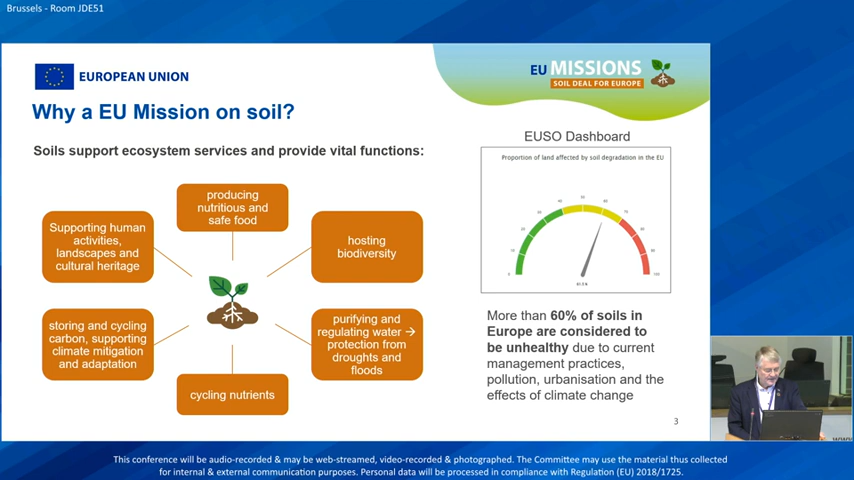 Brussels - Room JDE51
EUROPEAN UNION
EU MISSIONS
SOIL DEAL FOR EUROPE
Why a EU Mission on soil?
Soils support ecosystem services and provide vital functions:
producing
nutritious and
safe food
Supporting human
activities,
landscapes and
cultural heritage
hosting
biodiversity
storing and cycling
carbon, supporting
climate mitigation
and adaptation
purifying and
regulating water →
protection from
droughts and
floods
cycling nutrients
EUSO Dashboard
Proportion of land affected by soil degradation in the EU
More than 60% of soils in
Europe are considered to
be unhealthy due to current
management practices,
pollution, urbanisation and the
effects of climate change
3
This conference will be audio-recorded & may be web-streamed, video-recorded & photographed. The Committee may use the material thus collected
for internal & external communication purposes. Personal data will be processed in compliance with Regulation (EU) 2018/1725.